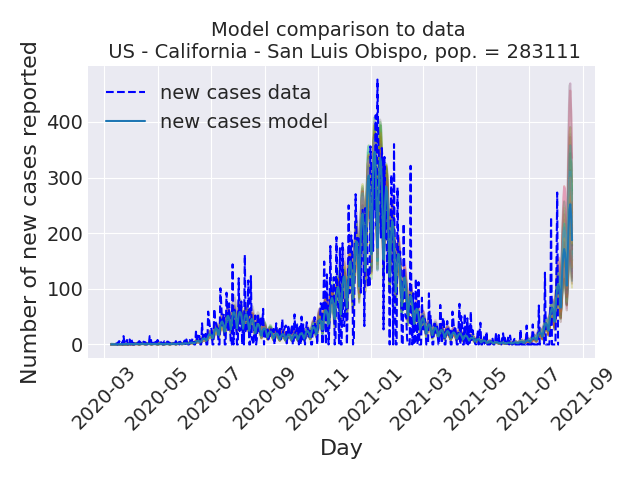 Model comparison to data
US - California - San Luis Obispo, pop. = 283111
new cases data
new cases model
Number of new cases reported
400
300
200
100
0
2020-03
2020-05
2020-07
2020-09
2020-11
2021-01
2021-03
2021-05
2021-07
2021-09
Day